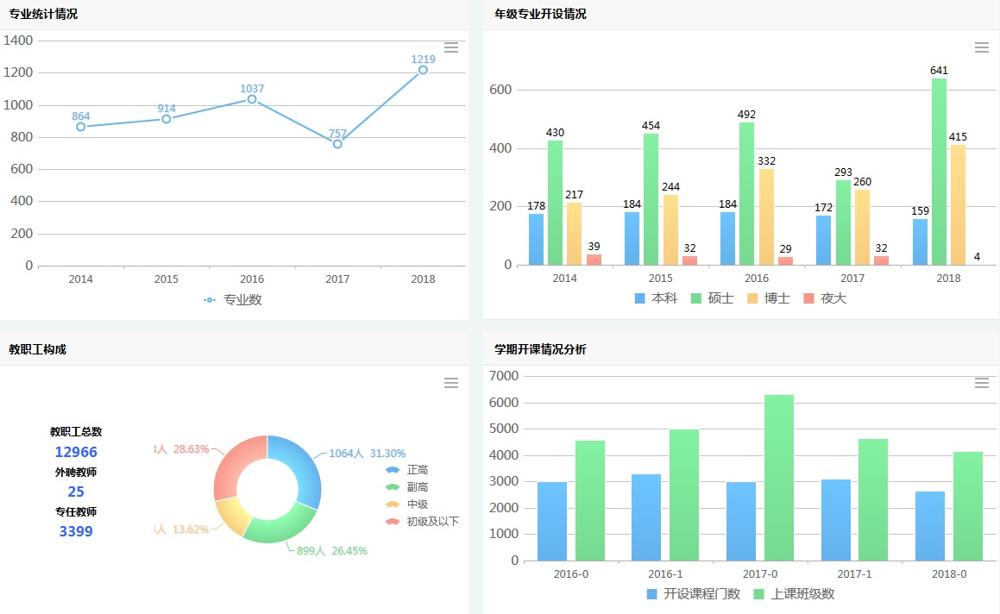 专业统计情况
1400
1200
1000
800
600
400
200
0
864
914
1037
757
1219
2014 2015 2016 2017 2018
专业数
年级专业开设情况
600
400
200
0
178 430 217 39
184 454 244 32
184 492 332 29
172 293 260 32
159 641 415 4
2014 2015 2016 2017 2018
本科 硕士 博士 夜大
教职工构成
教职工总数
12966
外聘教师
25
专任教师
3399
人 28.63%
1064人 31.30%
人 13.62%
899人 26.45%
正高
副高
中级
初级及以下
学期开课情况分析
7000
6000
5000
4000
3000
2000
1000
0
2016-0 2016-1 2017-0 2017-1 2018-0
开设课程门数 上课班级数